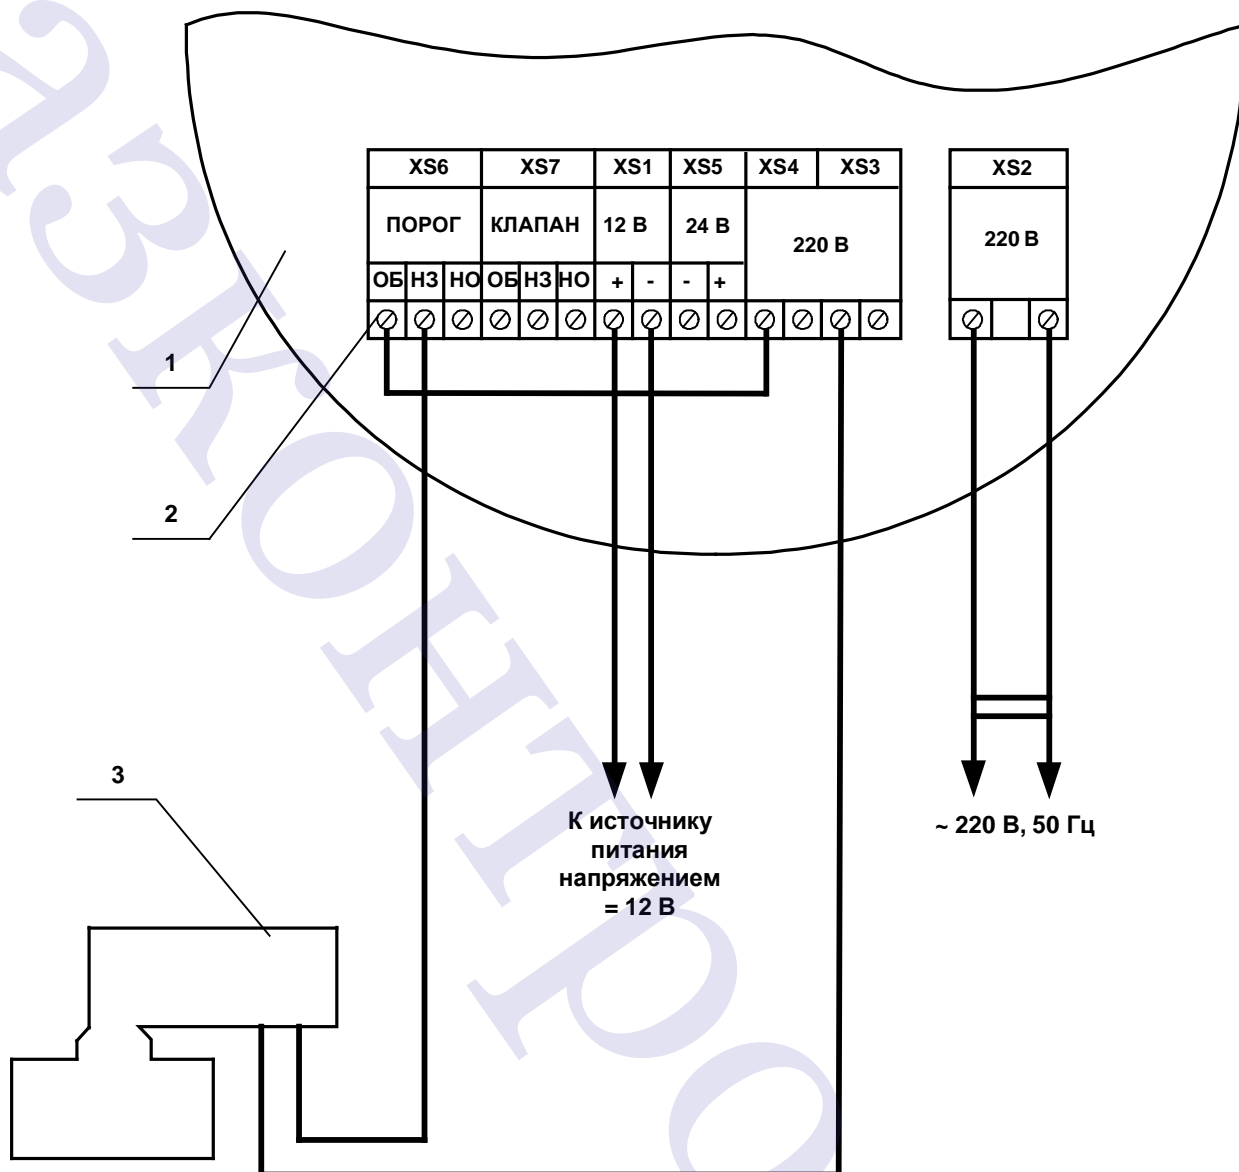 XS6 XS7 XS1 XS5 XS4 XS3 XS2
ПОРОГ КЛАПАН 12 В 24 В 220 В 220 В
ОБ НЗ НО ОБ НЗ НО + - - +
1
2
3
К источнику
питания
напряжением
= 12 В
~ 220 В, 50 Гц
азконтро